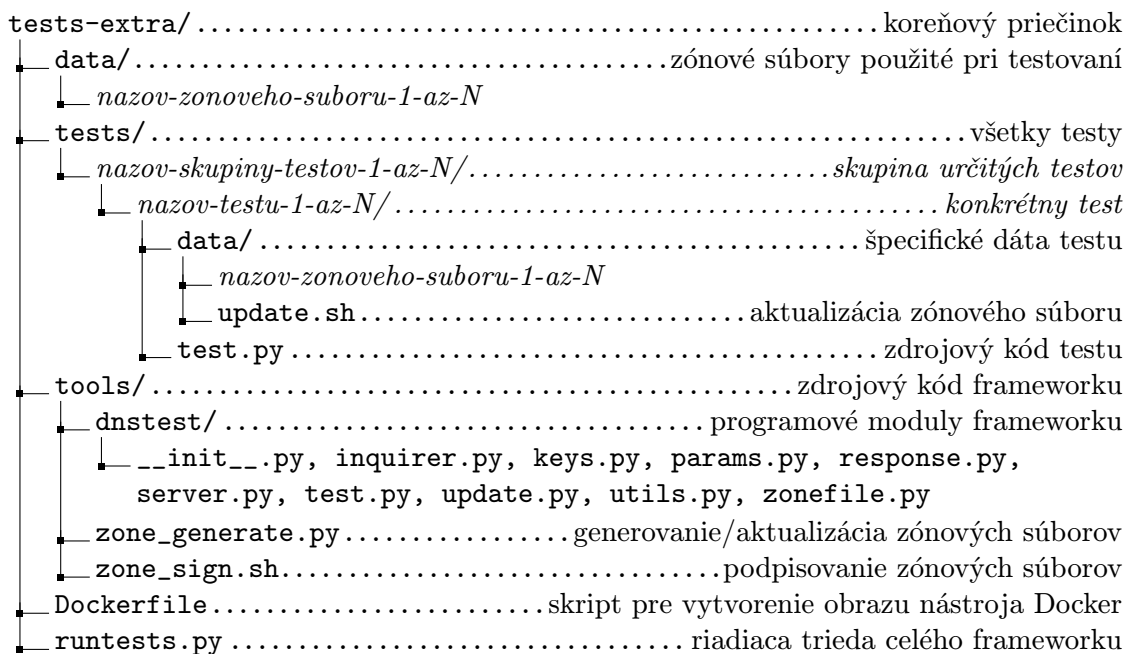 tests-extra/ koreňový priečinok
data/ zónové súbory použité pri testovaní
nazov-zonoveho-suboru-1-az-N
tests/ všetky testy
nazov-skupiny-testov-1-az-N/ skupina určitých testov
nazov-testu-1-az-N/ konkrétny test
data/ špecifické dáta testu
nazov-zonoveho-suboru-1-az-N
update.sh aktualizácia zónového súboru
test.py zdrojový kód testu
tools/ zdrojový kód frameworku
dnstest/ programové moduly frameworku
__init__.py, inquirer.py, keys.py, params.py, response.py,
server.py, test.py, update.py, utils.py, zonefile.py
zone_generate.py generovanie/aktualizácia zónových súborov
zone_sign.sh podpisovanie zónových súborov
Dockerfile skript pre vytvorenie obrazu nástroja Docker
runtests.py riadiaca trieda celého frameworku